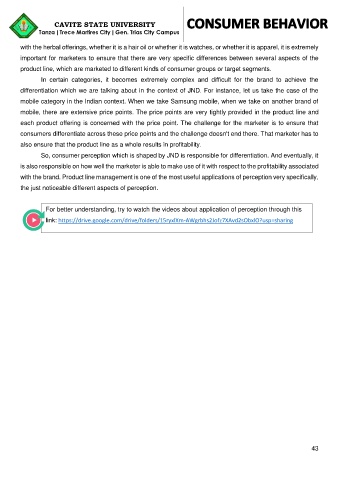 CAVITE STATE UNIVERSITY
Tanza | Trece Martires City | Gen. Trias City Campus
CONSUMER BEHAVIOR
with the herbal offerings, whether it is a hair oil or whether it is watches, or whether it is apparel, it is extremely
important for marketers to ensure that there are very specific differences between several aspects of the
product line, which are marketed to different kinds of consumer groups or target segments.
In certain categories, it becomes extremely complex and difficult for the brand to achieve the
differentiation which we are talking about in the context of JND. For instance, let us take the case of the
mobile category in the Indian context. When we take Samsung mobile, when we take on another brand of
mobile, there are extensive price points. The price points are very tightly provided in the product line and
each product offering is concerned with the price point. The challenge for the marketer is to ensure that
consumers differentiate across these price points and the challenge doesn't end there. That marketer has to
also ensure that the product line as a whole results in profitability.
So, consumer perception which is shaped by JND is responsible for differentiation. And eventually, it
is also responsible on how well the marketer is able to make use of it with respect to the profitability associated
with the brand. Product line management is one of the most useful applications of perception very specifically,
the just noticeable different aspects of perception.
For better understanding, try to watch the videos about application of perception through this
link:
43